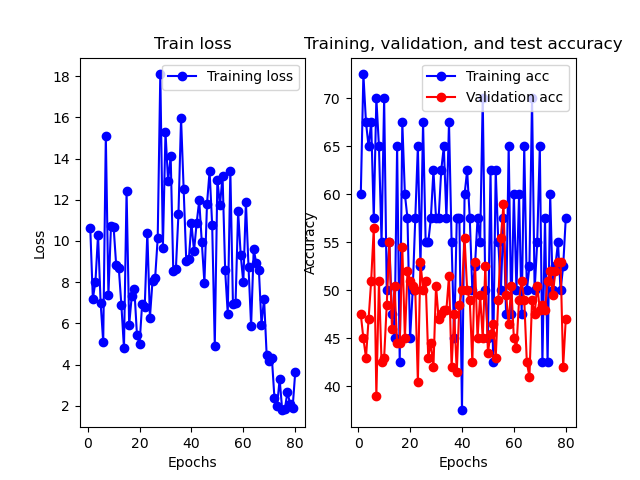 Train loss
Training loss
18
16
14
12
10
8
6
4
2
Loss
0
20
40
60
80
Epochs
Training, validation, and test accuracy
Training acc
Validation acc
70
65
60
55
50
45
40
Accuracy
0
20
40
60
80
Epochs